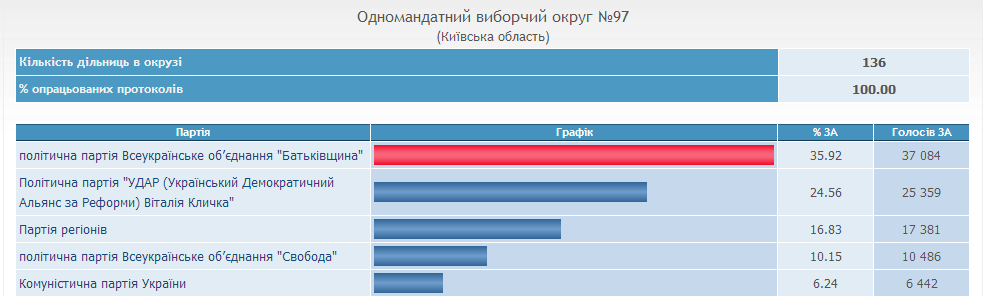 Одномандатний виборчий округ №97
(Київська область)
Кількість дільниць в окрузі 136
% опрацьованих протоколів 100.00
Партія Графік % ЗА Голосів ЗА
політична партія Всеукраїнське об’єднання "Батьківщина" 35.92 37 084
Політична партія "УДАР (Український Демократичний
Альянс за Реформи) Віталія Кличка" 24.56 25 359
Партія регіонів 16.83 17 381
політична партія Всеукраїнське об’єднання "Свобода" 10.15 10 486
Комуністична партія України 6.24 6 442